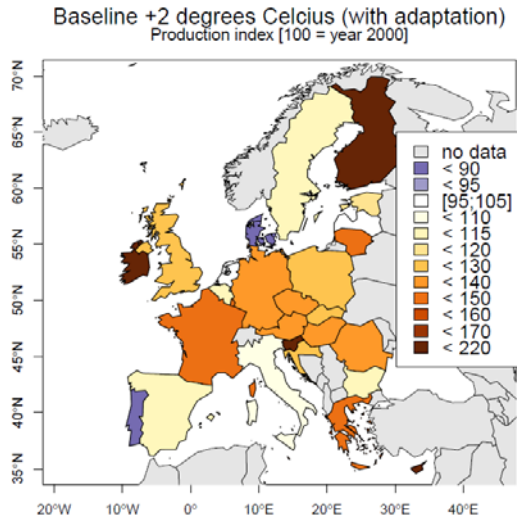 Baseline +2 degrees Celcius (with adaptation)
Production index [100 = year 2000]
70°N
65°N
60°N
55°N
50°N
45°N
40°N
35°N
no data
< 90
< 95
[95;105]
< 110
< 115
< 120
< 130
< 140
< 150
< 160
< 170
< 220
20°W
10°W
0°
10°E
20°E
30°E
40°E